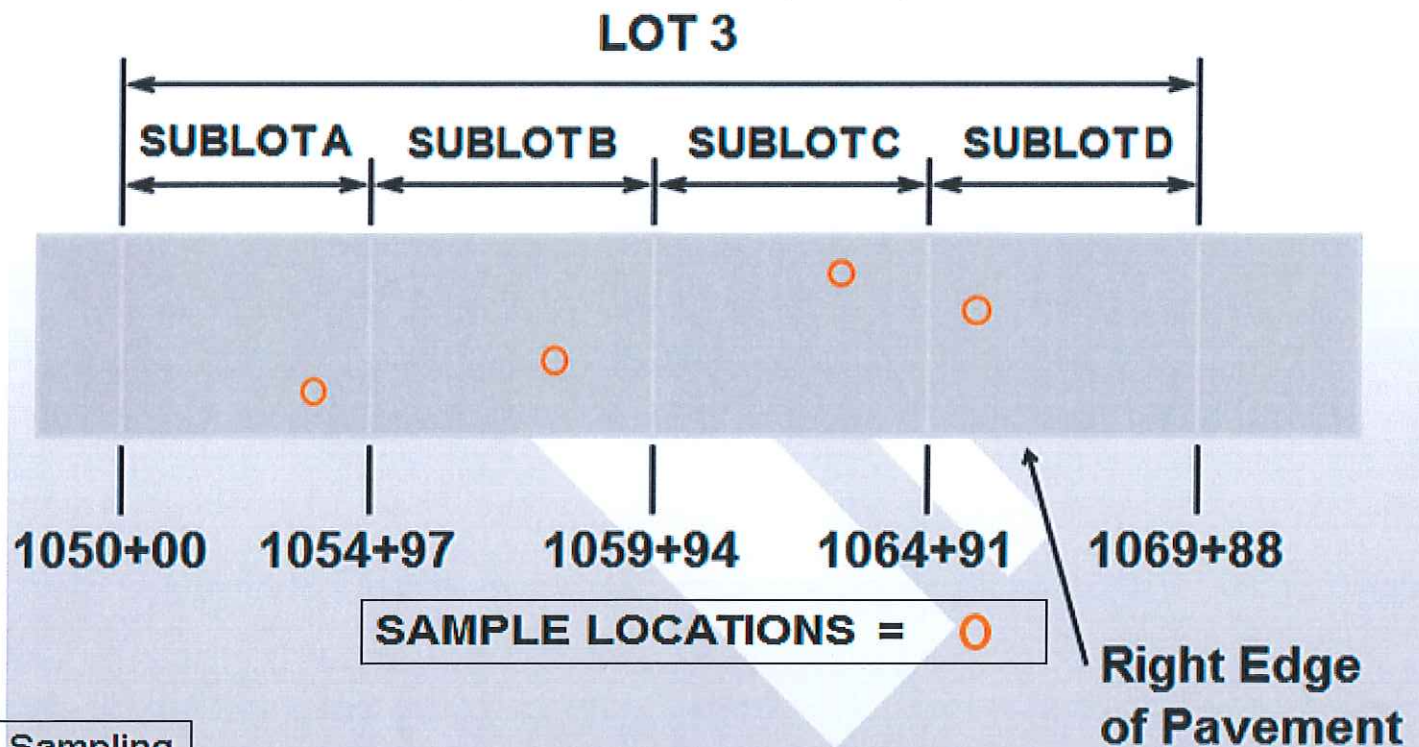 LOT 3
SUBLOTA SUBLOTB SUBLOTC SUBLOTD
1050+00 1054+97 1059+94 1064+91 1069+88
SAMPLE LOCATIONS =
Right Edge
of Pavement
Sampling